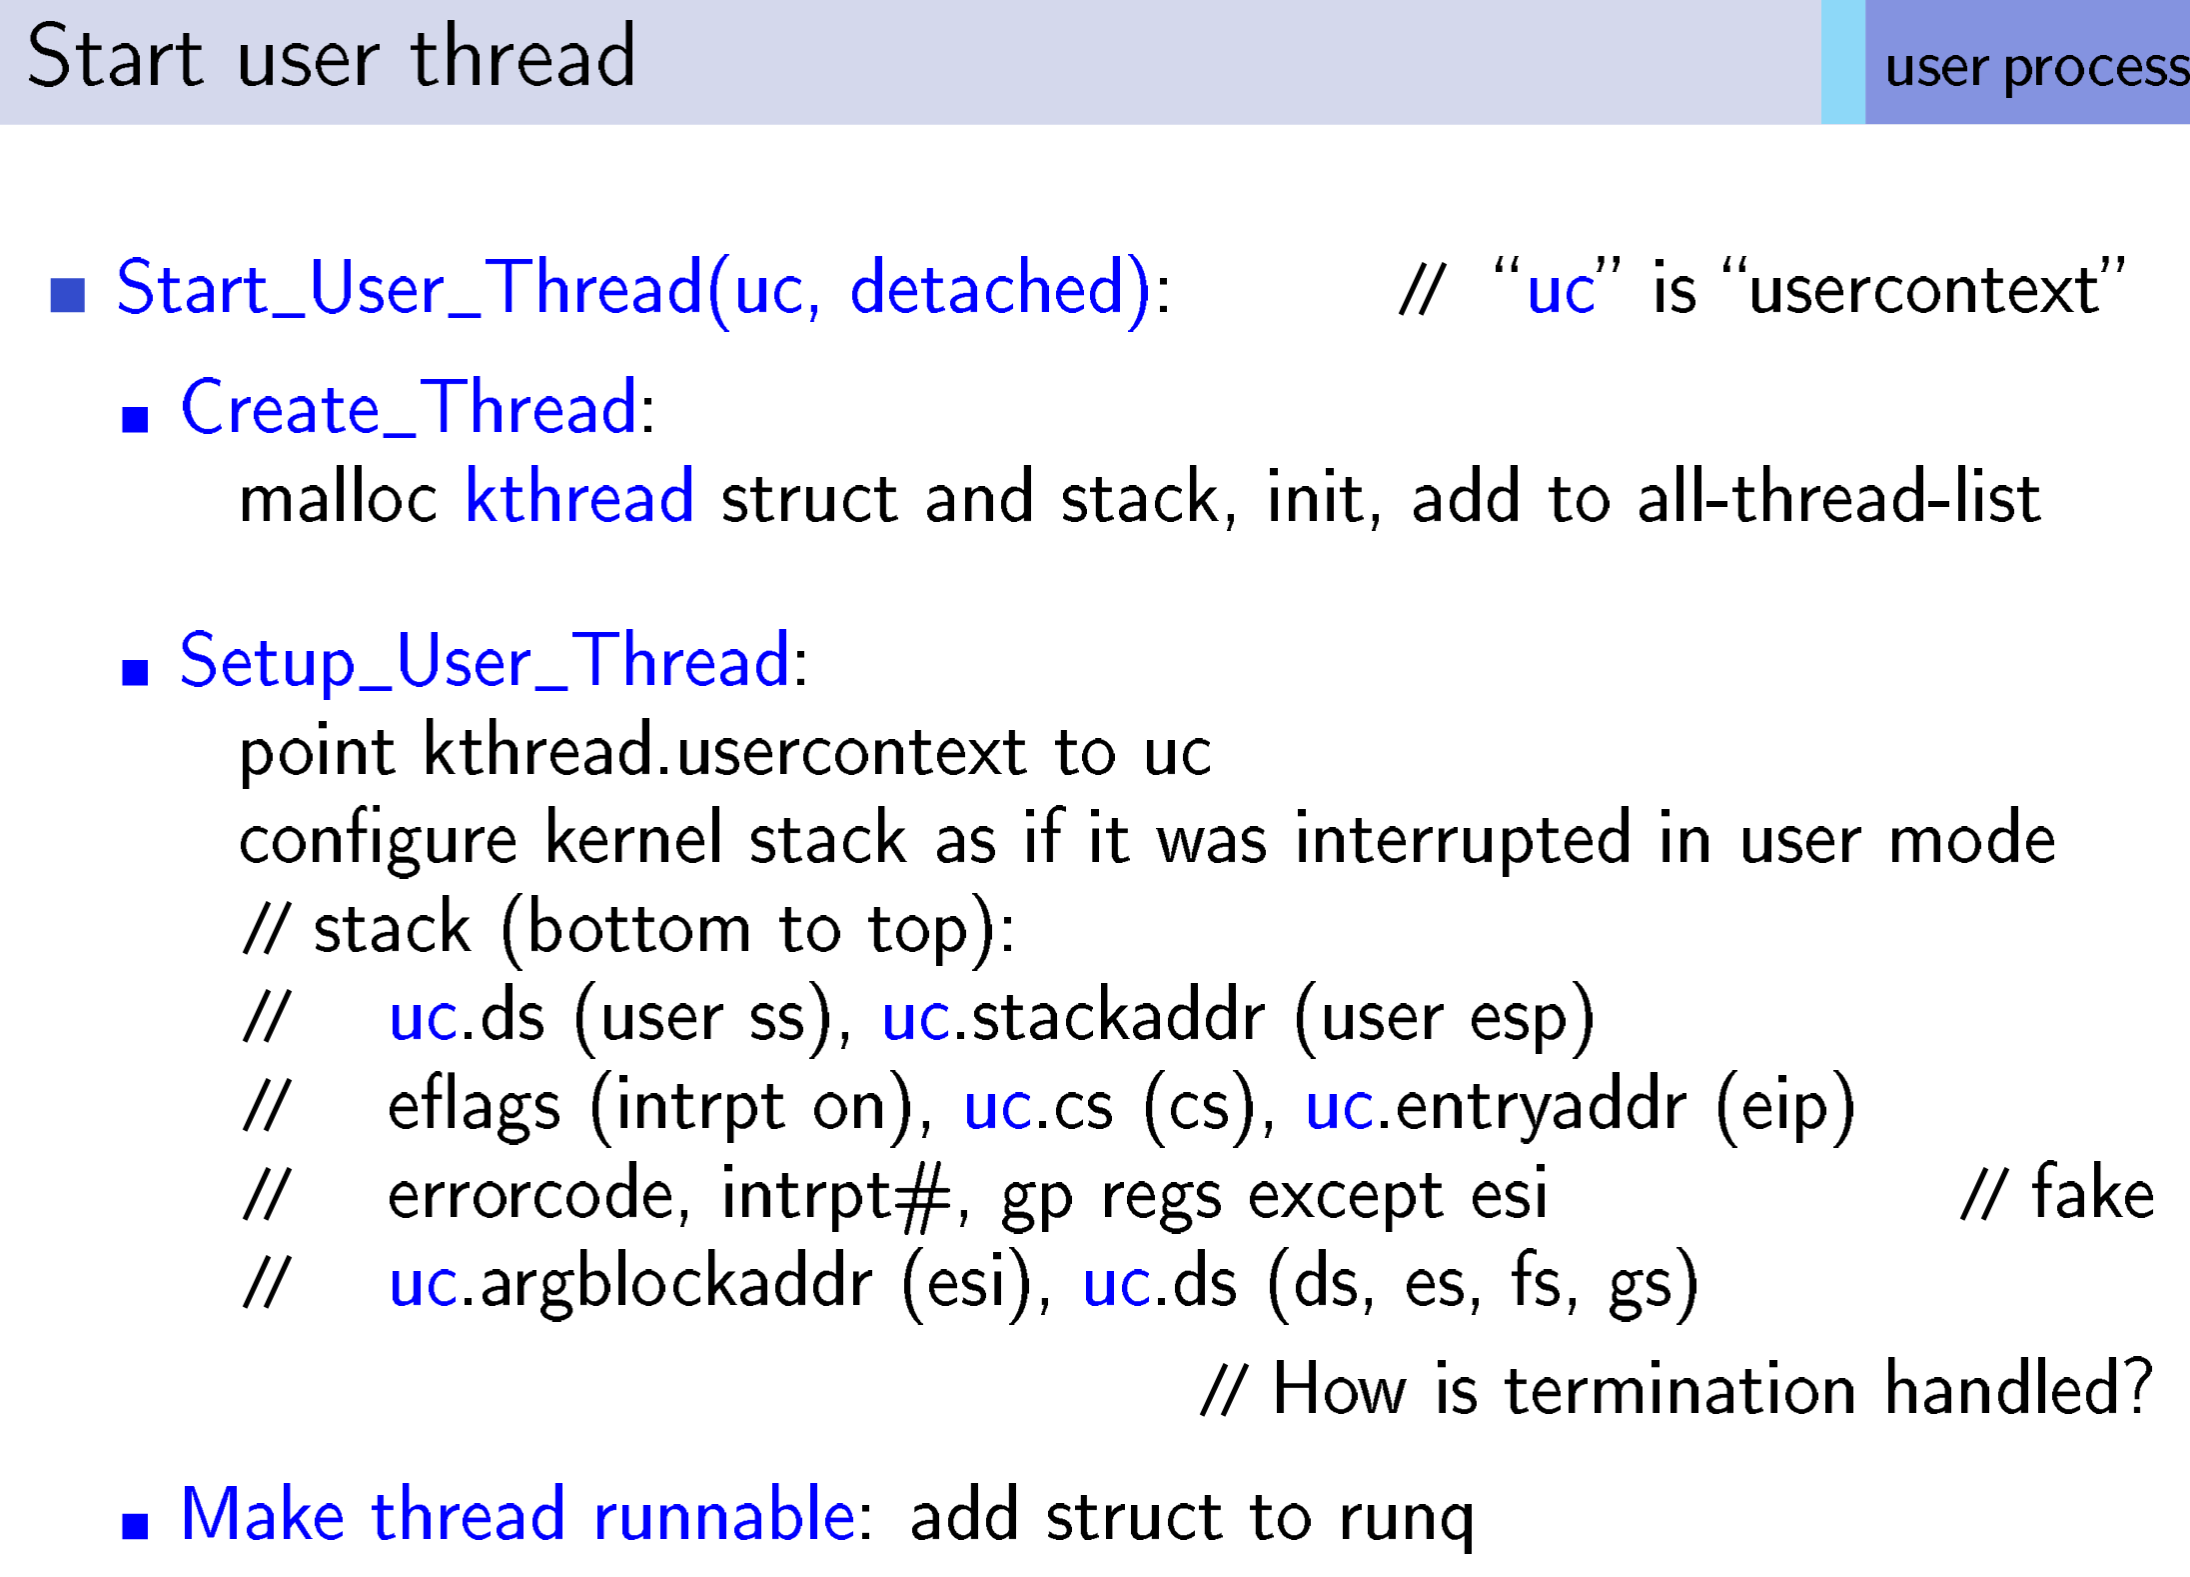 Start user thread
user process
Start_User_Thread(uc, detached): // “uc” is “usercontext”
Create_Thread:
malloc kthread struct and stack, init, add to all-thread-list
Setup_User_Thread:
point kthread.usercontext to uc
configure kernel stack as if it was interrupted in user mode
// stack (bottom to top):
// uc.ds (user ss), uc.stackaddr (user esp)
// eflags (intrpt on), uc.cs (cs), uc.entryaddr (eip)
// errorcode, intrpt#, gp regs except esi // fake
// uc.argblockaddr (esi), uc.ds (ds, es, fs, gs)
// How is termination handled?
Make thread runnable: add struct to runq